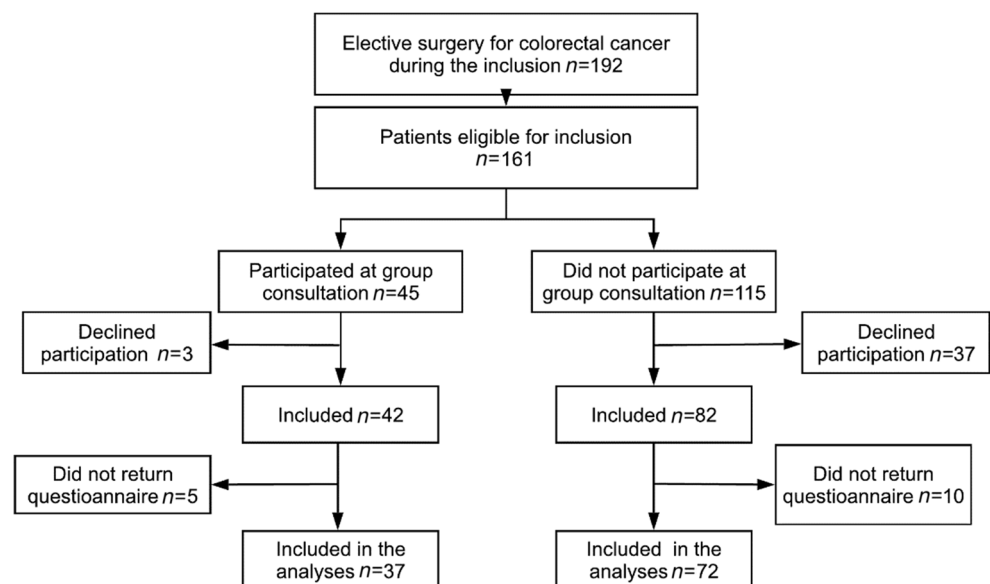 Elective surgery for colorectal cancer
during the inclusion n=192
Patients eligible for inclusion
n=161
Participated at group
consultation n=45
Did not participate at
group consultation n=115
Declined
participation n=3
Declined
participation n=37
Included n=42
Included n=82
Did not return
questioannaire n=5
Did not return
questioannaire n=10
Included in the
analyses n=37
Included in the
analyses n=72